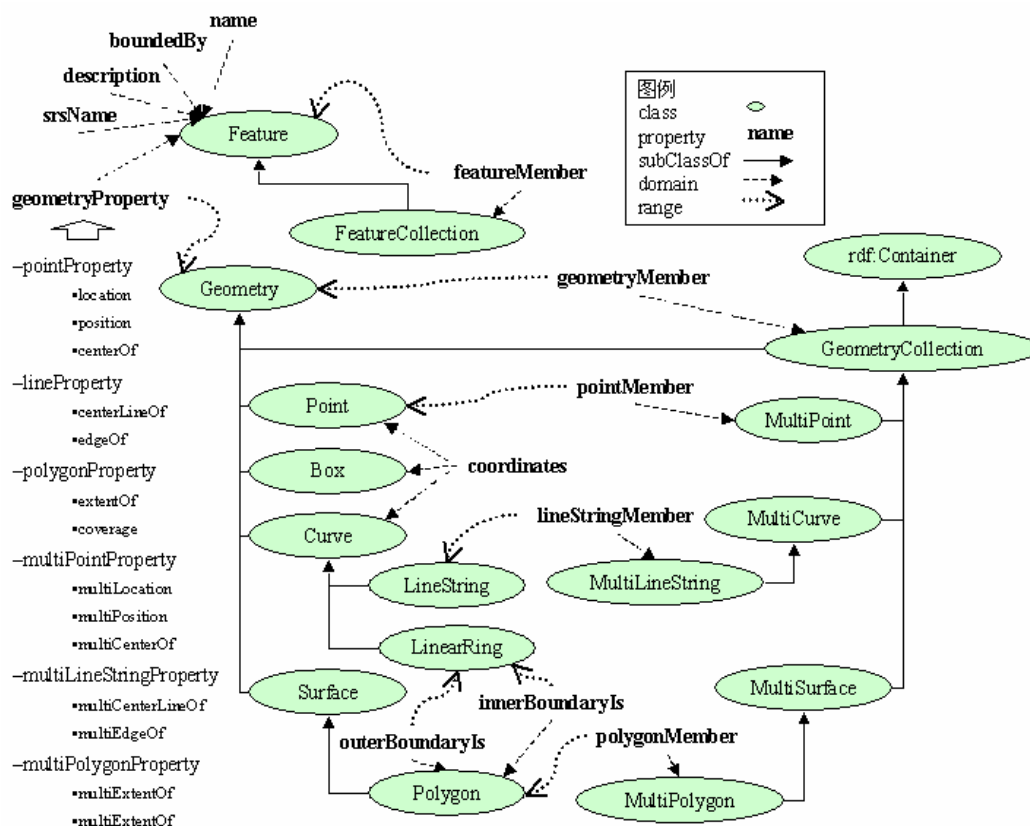 name
boundedBy
description
srsName
Feature
geometryProperty
featureMember
FeatureCollection
图例
class
property name
subClassOf
domain
range
–pointProperty
▪location
▪position
▪centerOf
–lineProperty
▪centerLineOf
▪edgeOf
–polygonProperty
▪extentOf
▪coverage
–multiPointProperty
▪multiLocation
▪multiPosition
▪multiCenterOf
–multiLineStringProperty
▪multiCenterLineOf
▪multiEdgeOf
–multiPolygonProperty
▪multiExtentOf
▪multiExtentOf
Geometry
geometryMember
rdf:Container
GeometryCollection
Point
pointMember
MultiPoint
Box
coordinates
Curve
lineStringMember
MultiCurve
LineString
MultiLineString
LinearRing
Surface
innerBoundaryIs
MultiSurface
outerBoundaryIs
polygonMember
Polygon
MultiPolygon